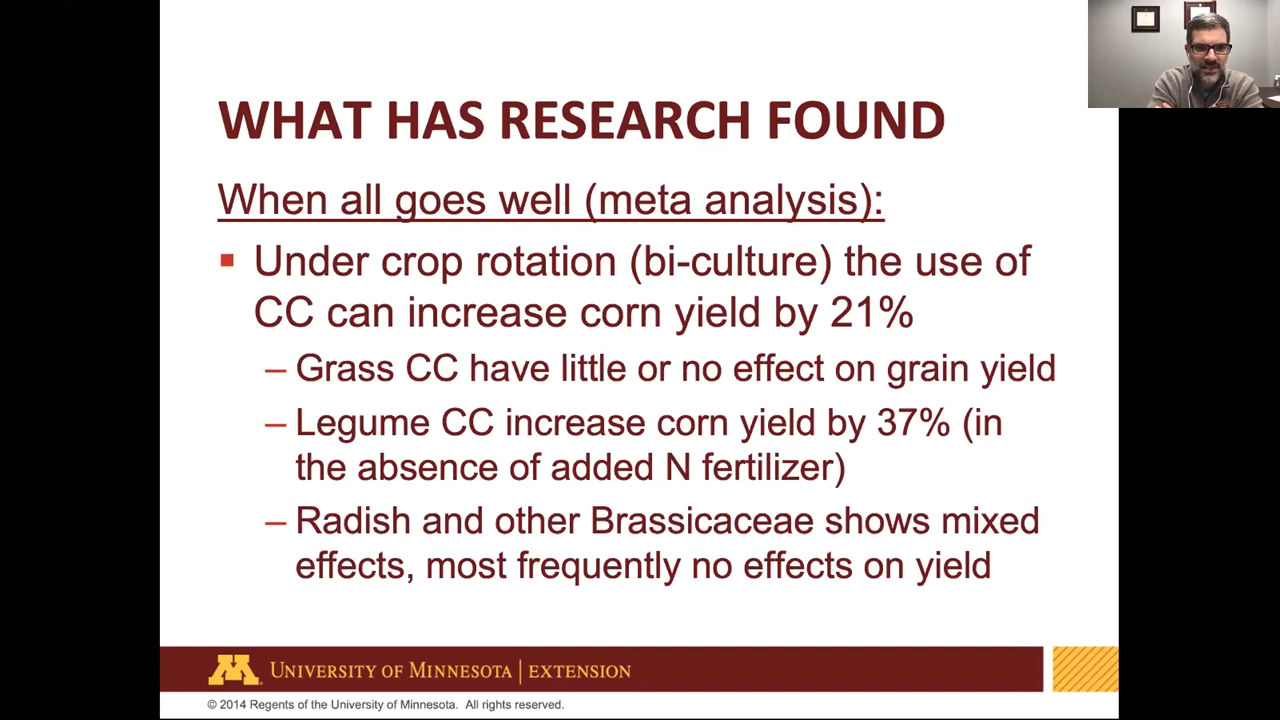 WHAT HAS RESEARCH FOUND
When all goes well (meta analysis):
▪ Under crop rotation (bi-culture) the use of
CC can increase corn yield by 21%
– Grass CC have little or no effect on grain yield
– Legume CC increase corn yield by 37% (in
the absence of added N fertilizer)
– Radish and other Brassicaceae shows mixed
effects, most frequently no effects on yield
M UNIVERSITY OF MINNESOTA | EXTENSION
© 2014 Regents of the University of Minnesota. All rights reserved.